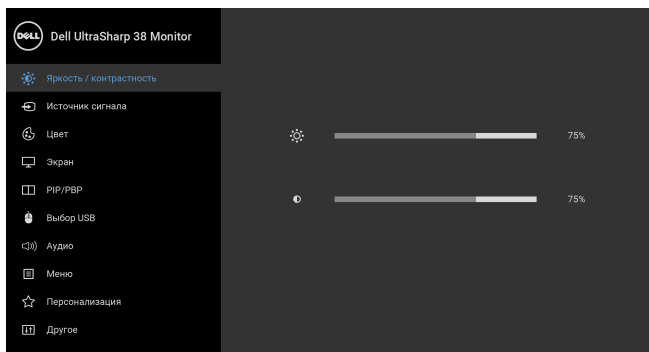 DELL Dell UltraSharp 38 Monitor
Яркость / контрастность
Источник сигнала
Цвет
75%
Экран
PIP/PBP
75%
Выбор USB
Аудио
Меню
Персонализация
Другое